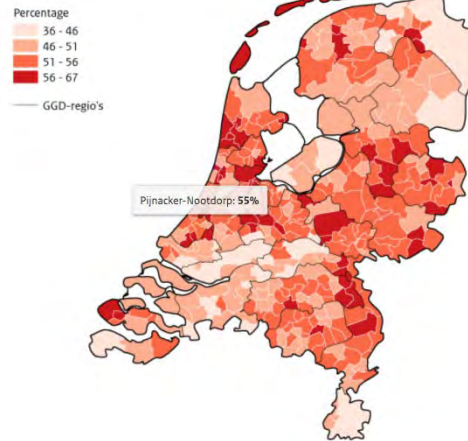 Percentage
36 - 46
46 - 51
51 - 56
56 - 67
GGD-regio's
Pijnacker-Nootdorp: 55%